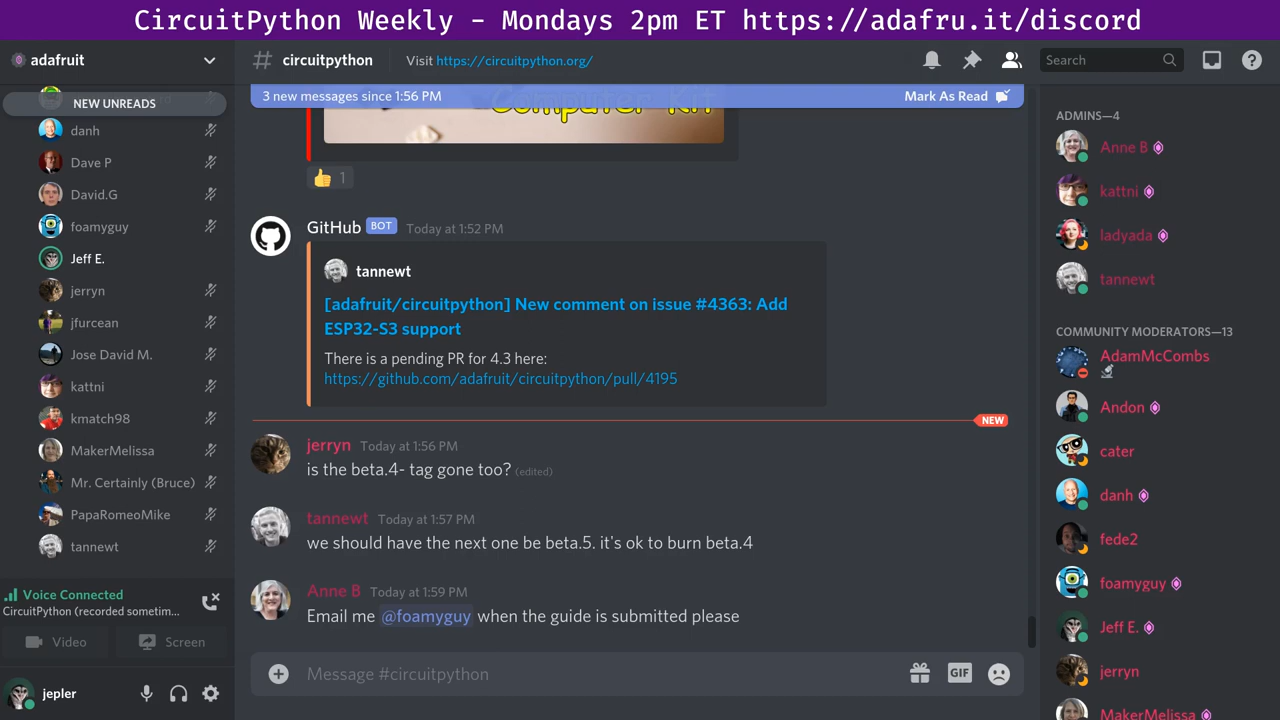 CircuitPython Weekly – Mondays 2pm ET https://adafru.it/discord
adafruit
NEW UNREADS
danh
Dave P
David.G
foamyguy
Jeff E.
jerryn
jfurcean
Jose David M.
kattni
kmatch98
MakerMelissa
Mr. Certainly (Bruce)
PapaRomeoMike
tannewt
Voice Connected
CircuitPython (recorded sometim...
Video
Screen
jepler
# circuitpython
Visit https://circuitpython.org/
Search
3 new messages since 1:56 PM
Mark As Read
Computer Kit
1
GitHub BOT Today at 1:52 PM
tannewt
[adafruit/circuitpython] New comment on issue #4363: Add
ESP32-S3 support
There is a pending PR for 4.3 here:
https://github.com/adafruit/circuitpython/pull/4195
NEW
jerryn Today at 1:56 PM
is the beta.4- tag gone too? (edited)
tannewt Today at 1:57 PM
we should have the next one be beta.5. it's ok to burn beta.4
Anne B Today at 1:59 PM
Email me @foamyguy when the guide is submitted please
Message #circuitpython
GIF
ADMINS—4
Anne B
kattni
ladyada
tannewt
COMMUNITY MODERATORS—13
AdamMcCombs
Andon
cater
danh
fede2
foamyguy
Jeff E.
jerryn
MakerMelissa